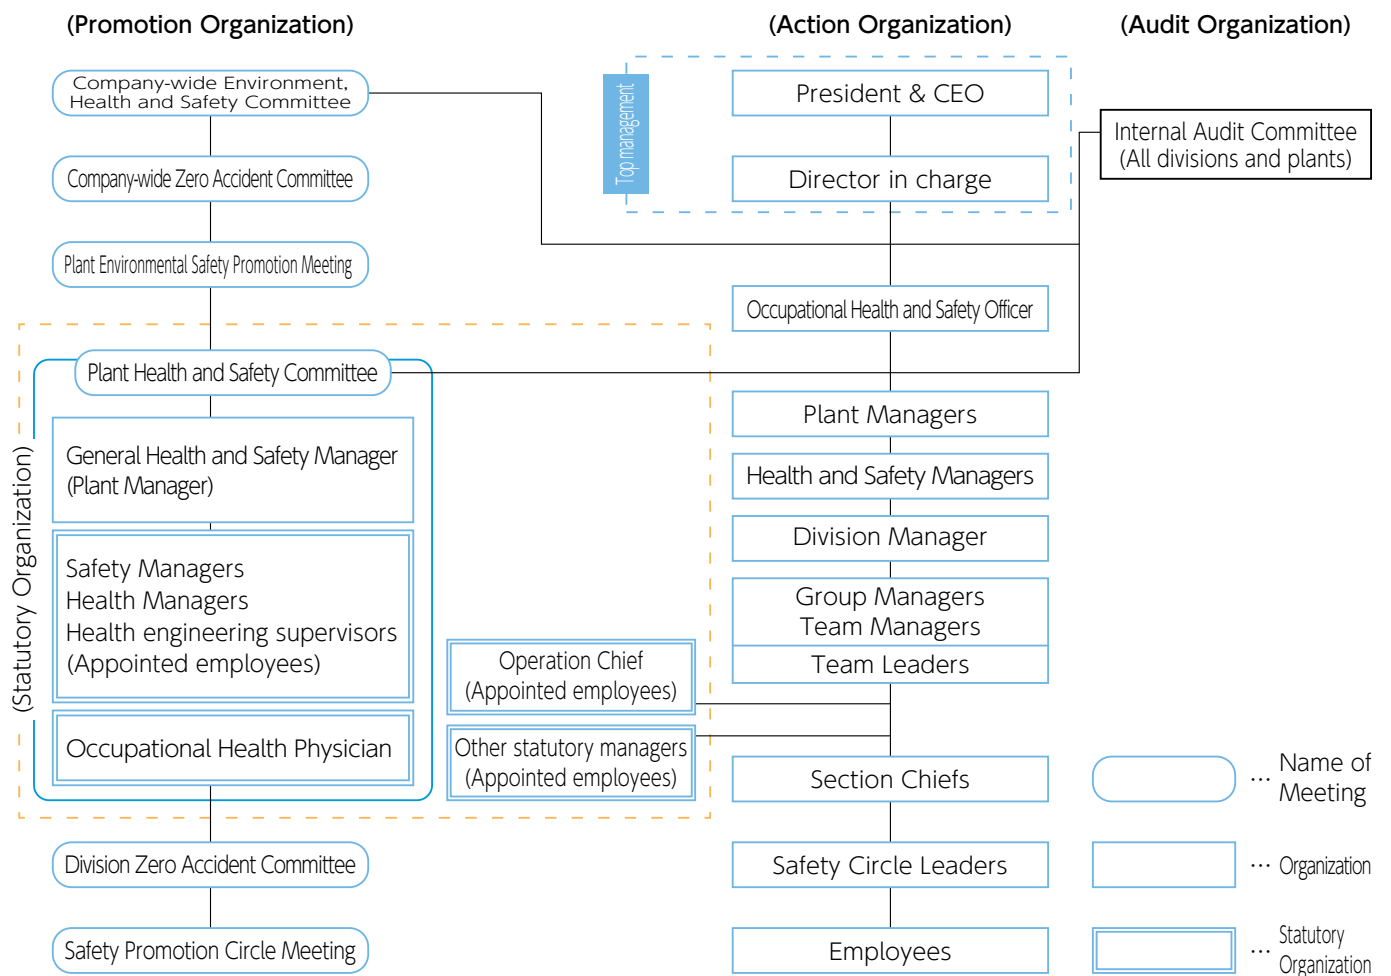 (Promotion Organization)
(Action Organization)
(Audit Organization)
Company-wide Environment,
Health and Safety Committee
Company-wide Zero Accident Committee
Plant Environmental Safety Promotion Meeting
Top management
President & CEO
Director in charge
Internal Audit Committee
(All divisions and plants)
Occupational Health and Safety Officer
(Statutory Organization)
Plant Health and Safety Committee
General Health and Safety Manager
(Plant Manager)
Safety Managers
Health Managers
Health engineering supervisors
(Appointed employees)
Occupational Health Physician
Operation Chief
(Appointed employees)
Other statutory managers
(Appointed employees)
Plant Managers
Health and Safety Managers
Division Manager
Group Managers
Team Managers
Team Leaders
Section Chiefs
Safety Circle Leaders
Employees
Division Zero Accident Committee
Safety Promotion Circle Meeting
… Name of
Meeting
… Organization
… Statutory
Organization